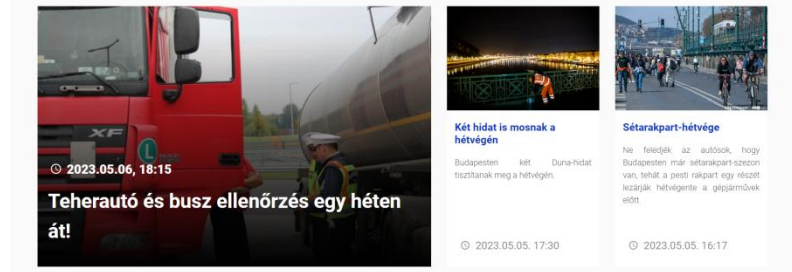 XF
L
2023.05.06, 18:15
Teherautó és busz ellenőrzés egy héten
át!
Két hidat is mosnak a
hétvégén
Budapesten két Duna-hidat
tisztítanak meg a hétvégén.
2023.05.05. 17:30
Sétarakpart-hétvége
Ne feledjék az autósok, hogy
Budapesten már sétarakpart-szezon
van, tehát a pesti rakpart egy részét
lezárják hétvégente a gépjárművek
előtt.
2023.05.05. 16:17